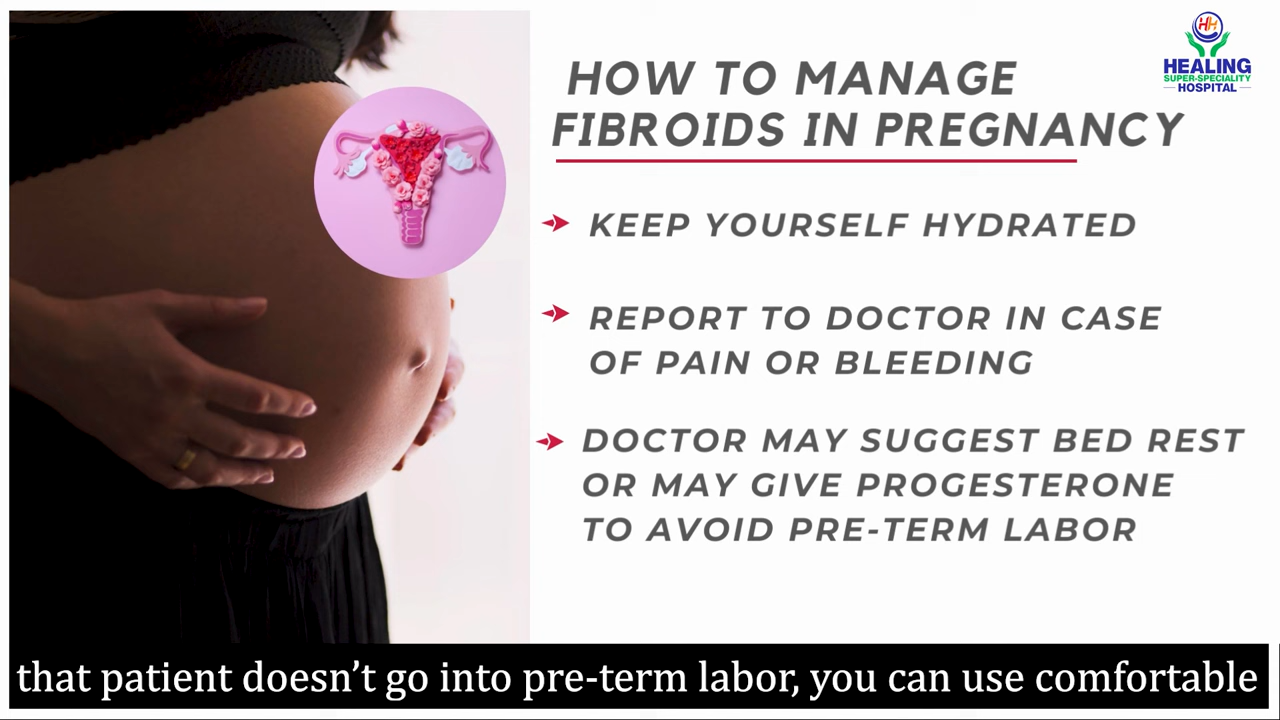 HH
HEALING
SUPER-SPECIALITY
HOSPITAL
HOW TO MANAGE
FIBROIDS IN PREGNANCY
KEEP YOURSELF HYDRATED
REPORT TO DOCTOR IN CASE
OF PAIN OR BLEEDING
DOCTOR MAY SUGGEST BED REST
OR MAY GIVE PROGESTERONE
TO AVOID PRE-TERM LABOR
that patient doesn’t go into pre-term labor, you can use comfortable